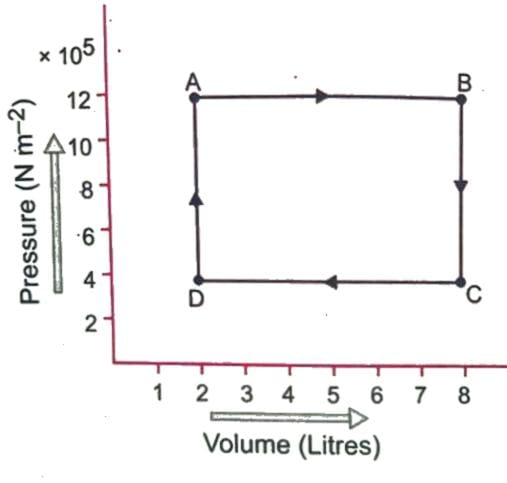 × 10⁵
Pressure (N m⁻²)
12
10
8
6
4
2
A
B
C
D
1 2 3 4 5 6 7 8
Volume (Litres)